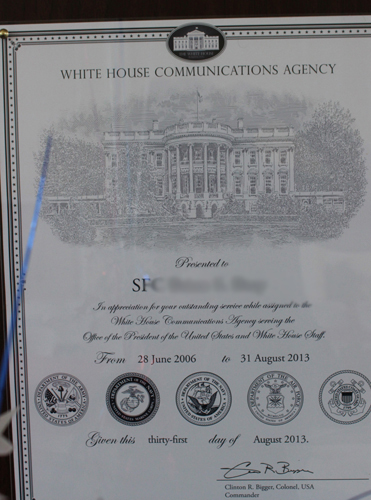 WHITE HOUSE COMMUNICATIONS AGENCY
Presented to
SFC
In appreciation for your outstanding service while assigned to the
White House Communications Agency serving the
Office of the President of the United States and White House Staff.
From 28 June 2006 to 31 August 2013
Given this thirty-first day of August 2013.
Clinton R. Bigger, Colonel, USA
Commander